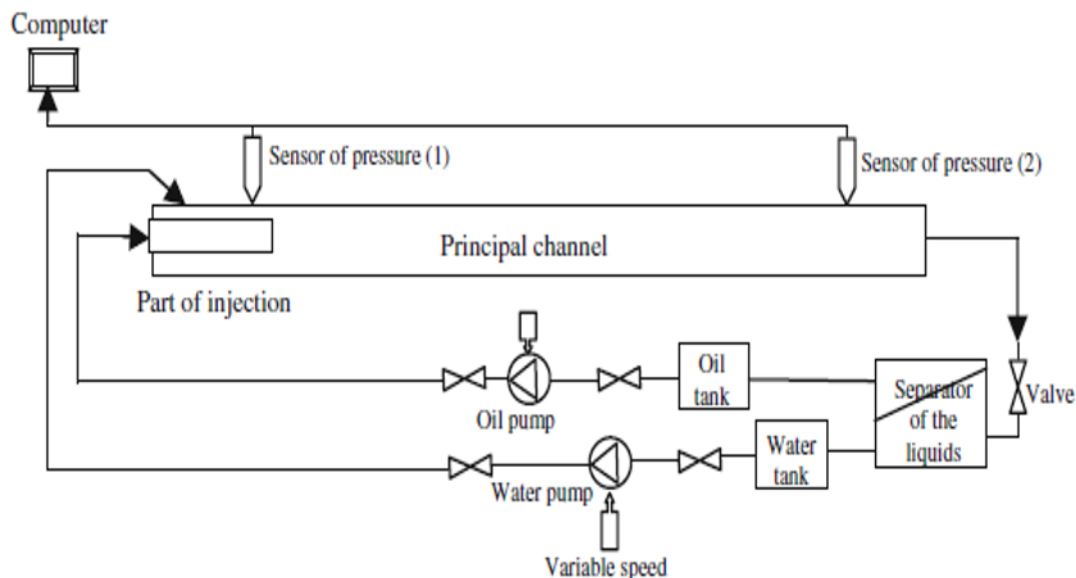 Computer
Sensor of pressure (1)
Sensor of pressure (2)
Principal channel
Part of injection
Oil
tank
Separator
of the
liquids
Valve
Oil pump
Water
tank
Water pump
Variable speed